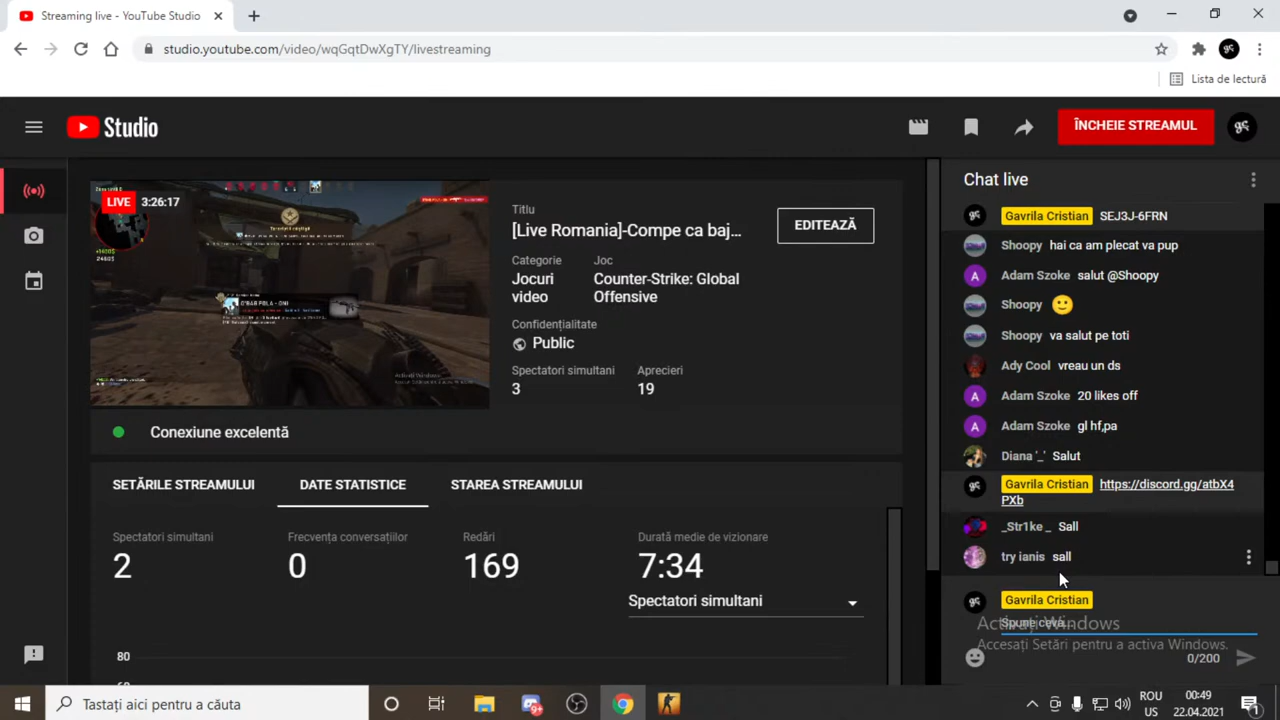 Streaming live - YouTube Studio
studio.youtube.com/video/wqGqtDwXgTY/livestreaming
Lista de lectură
Studio
ÎNCHEIE STREAMUL
LIVE 3:26:17
Titlu
[Live Romania]-Compe ca baj...
EDITEAZĂ
Categorie Joc
Jocuri video
Counter-Strike: Global Offensive
Confidențialitate
Public
Spectatori simultani Aprecieri
3 19
Conexiune excelentă
SETĂRILE STREAMULUI DATE STATISTICE STAREA STREAMULUI
Spectatori simultani Frecvența conversațiilor Redări Durată medie de vizionare
2 0 169 7:34
Spectatori simultani
80
Chat live
Gavrila Cristian SEJ3J-6FRN
Shoopy hai ca am plecat va pup
Adam Szoke salut @Shoopy
Shoopy
Shoopy va salut pe toti
Ady Cool vreau un ds
Adam Szoke 20 likes off
Adam Szoke gl hf,pa
Diana '_' Salut
Gavrila Cristian https://discord.gg/atbX4
PXb
_Str1ke _ Sall
try ianis sall
Gavrila Cristian
Spune ceva...
Activați Windows
Accesați Setări pentru a activa Windows.
0/200
Tastați aici pentru a căuta
ROU
US
00:49
22.04.2021